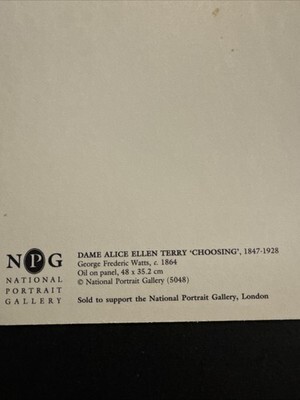 NPG
NATIONAL
PORTRAIT
GALLERY
DAME ALICE ELLEN TERRY ‘CHOOSING’, 1847-1928
George Frederic Watts, c. 1864
Oil on panel, 48 x 35.2 cm
© National Portrait Gallery (5048)
Sold to support the National Portrait Gallery, London